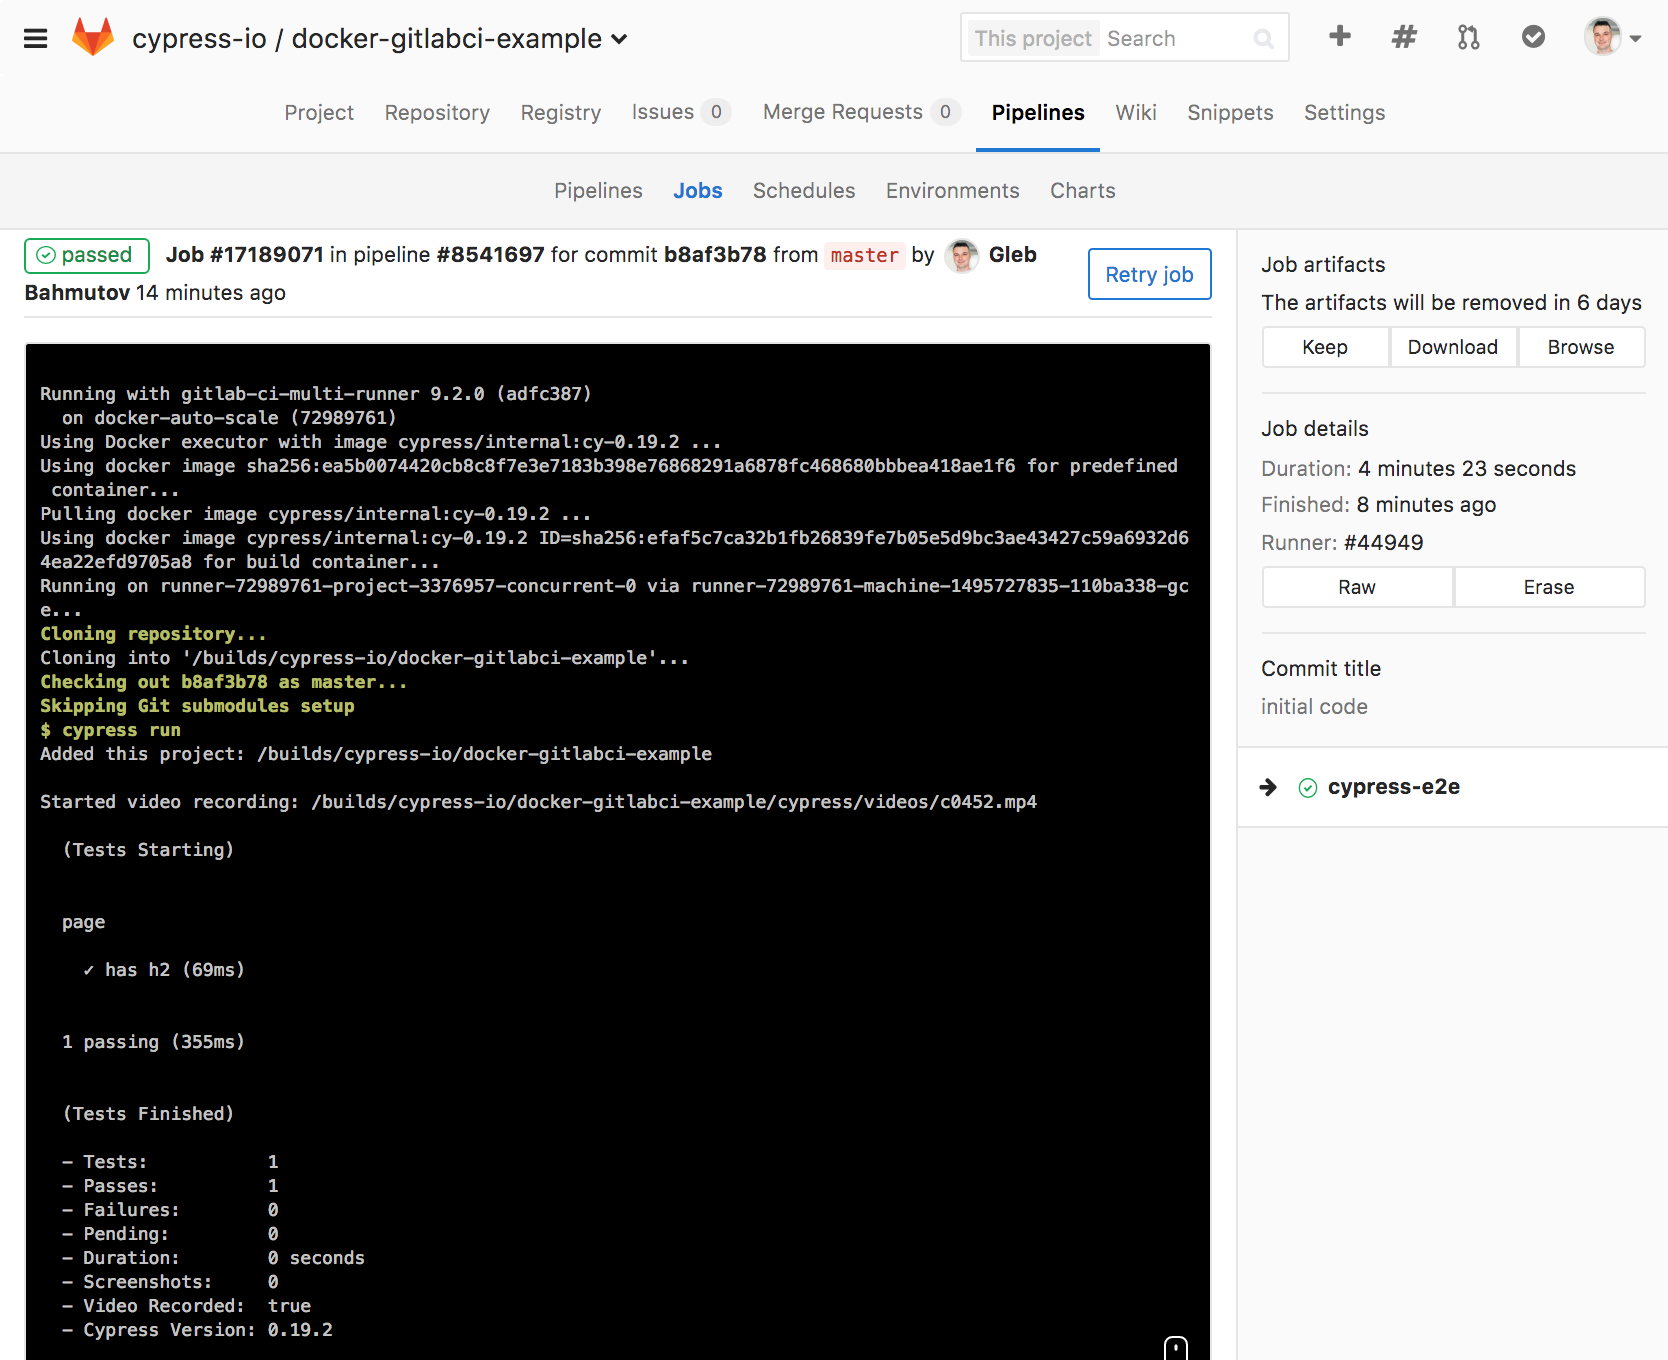 cypress-io / docker-gitlabci-example
This project Search
Project Repository Registry Issues 0 Merge Requests 0 Pipelines Wiki Snippets Settings
Pipelines Jobs Schedules Environments Charts
passed Job #17189071 in pipeline #8541697 for commit b8af3b78 from master by Gleb
Bahmutov 14 minutes ago
Retry job
Running with gitlab-ci-multi-runner 9.2.0 (adfc387)
on docker-auto-scale (72989761)
Using Docker executor with image cypress/internal:cy-0.19.2 ...
Using docker image sha256:ea5b0074420cb8c8f7e3e7183b398e76868291a6878fc468680bbbea418ae1f6 for predefined
container...
Pulling docker image cypress/internal:cy-0.19.2 ...
Using docker image cypress/internal:cy-0.19.2 ID=sha256:efaf5c7ca32b1fb26839fe7b05e5d9bc3ae43427c59a6932d6
4ea22efd9705a8 for build container...
Running on runner-72989761-project-3376957-concurrent-0 via runner-72989761-machine-1495727835-110ba338-gc
e...
Cloning repository...
Cloning into '/builds/cypress-io/docker-gitlabci-example'...
Checking out b8af3b78 as master...
Skipping Git submodules setup
$ cypress run
Added this project: /builds/cypress-io/docker-gitlabci-example
Started video recording: /builds/cypress-io/docker-gitlabci-example/cypress/videos/c0452.mp4
(Tests Starting)
page
✓ has h2 (69ms)
1 passing (355ms)
(Tests Finished)
- Tests: 1
- Passes: 1
- Failures: 0
- Pending: 0
- Duration: 0 seconds
- Screenshots: 0
- Video Recorded: true
- Cypress Version: 0.19.2
Job artifacts
The artifacts will be removed in 6 days
Keep Download Browse
Job details
Duration: 4 minutes 23 seconds
Finished: 8 minutes ago
Runner: #44949
Raw Erase
Commit title
initial code
cypress-e2e